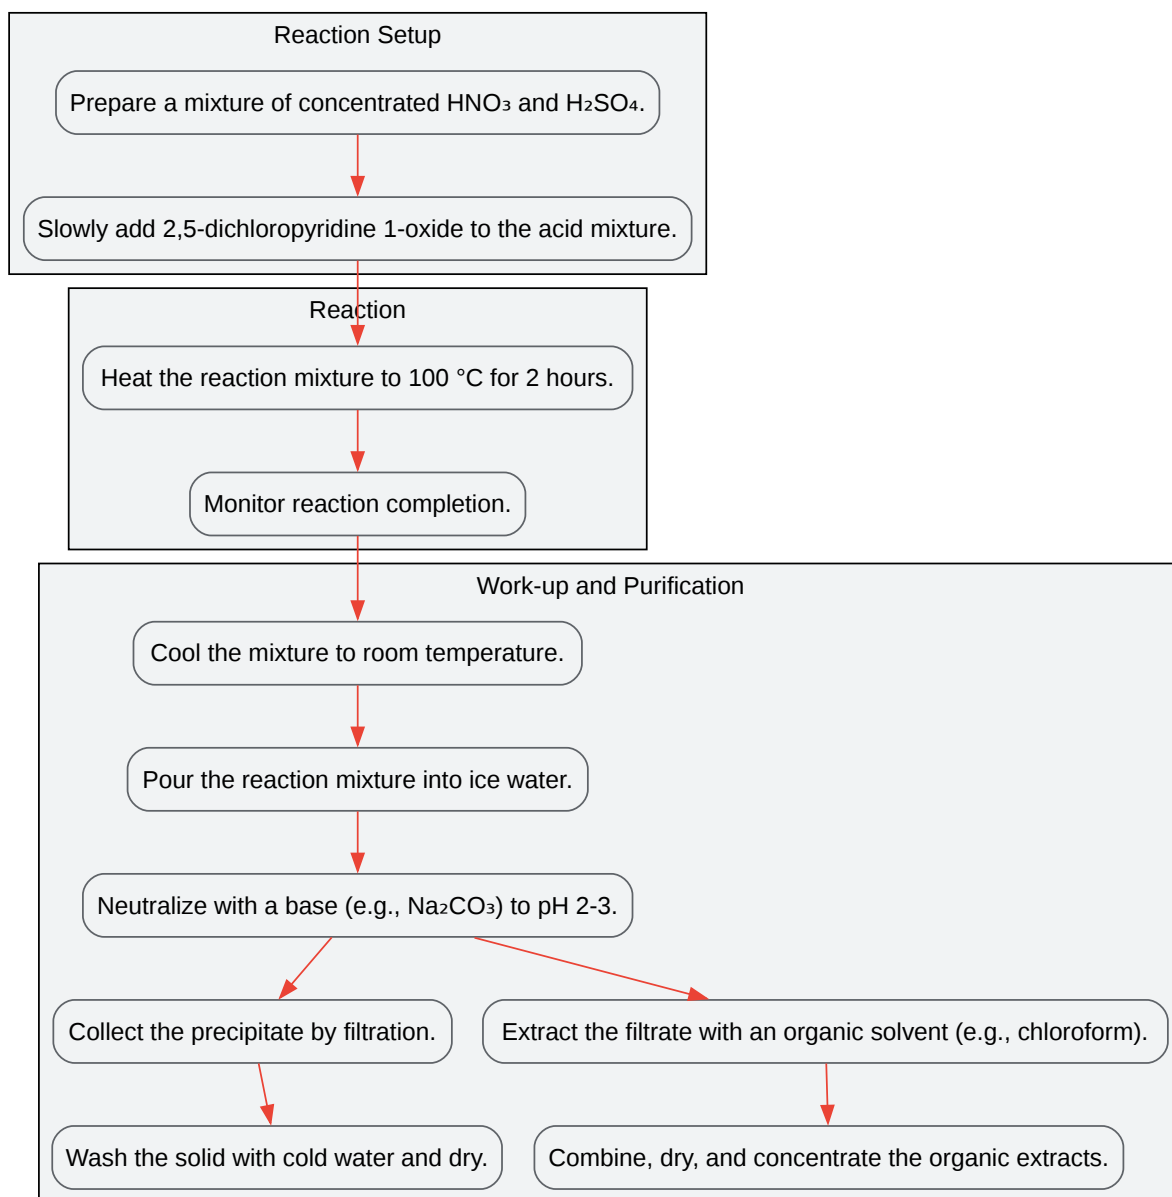 Reaction Setup
Prepare a mixture of concentrated HNO₃ and H₂SO₄.
Slowly add 2,5-dichloropyridine 1-oxide to the acid mixture.
Reaction
Heat the reaction mixture to 100 °C for 2 hours.
Monitor reaction completion.
Work-up and Purification
Cool the mixture to room temperature.
Pour the reaction mixture into ice water.
Neutralize with a base (e.g., Na₂CO₃) to pH 2-3.
Collect the precipitate by filtration.
Extract the filtrate with an organic solvent (e.g., chloroform).
Wash the solid with cold water and dry.
Combine, dry, and concentrate the organic extracts.